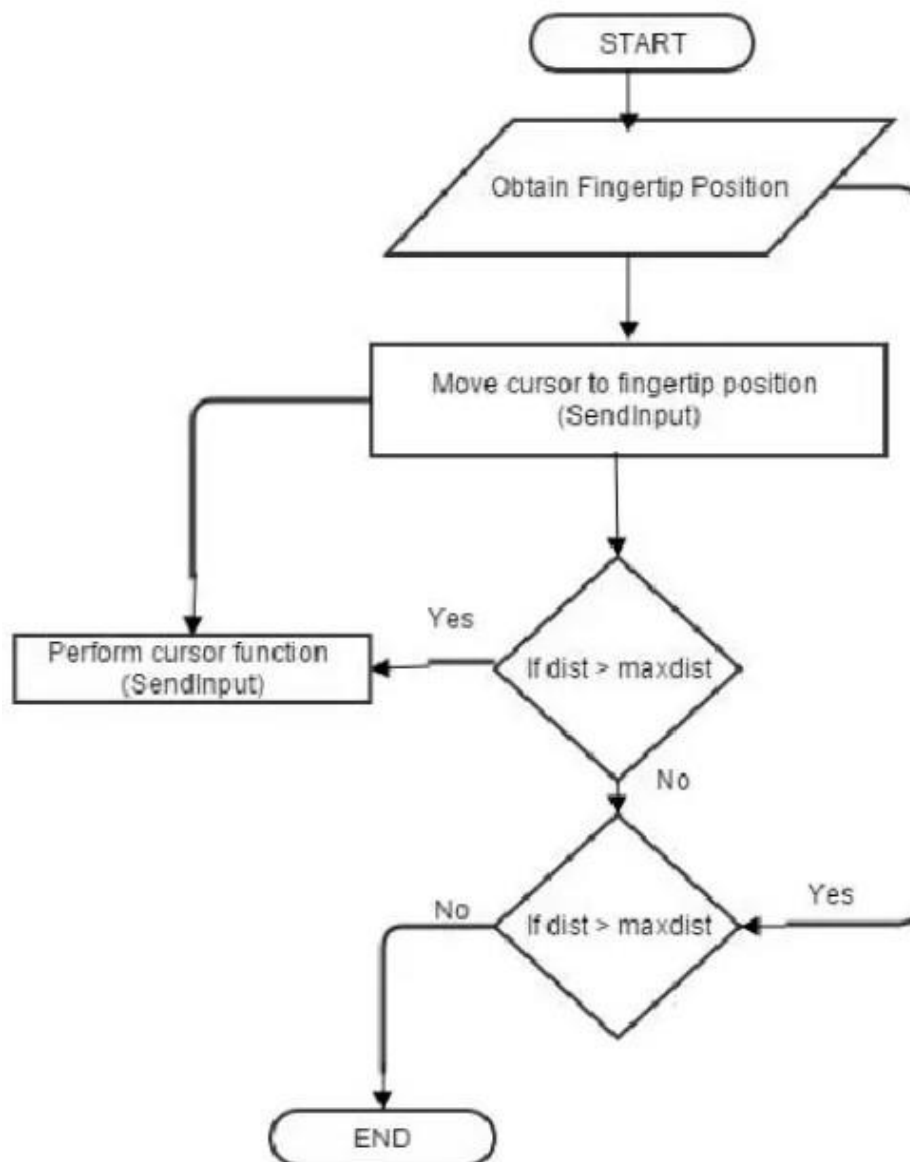 START
Obtain Fingertip Position
Move cursor to fingertip position
(SendInput)
Yes
If dist > maxdist
Perform cursor function
(SendInput)
No
Yes
No
If dist > maxdist
END